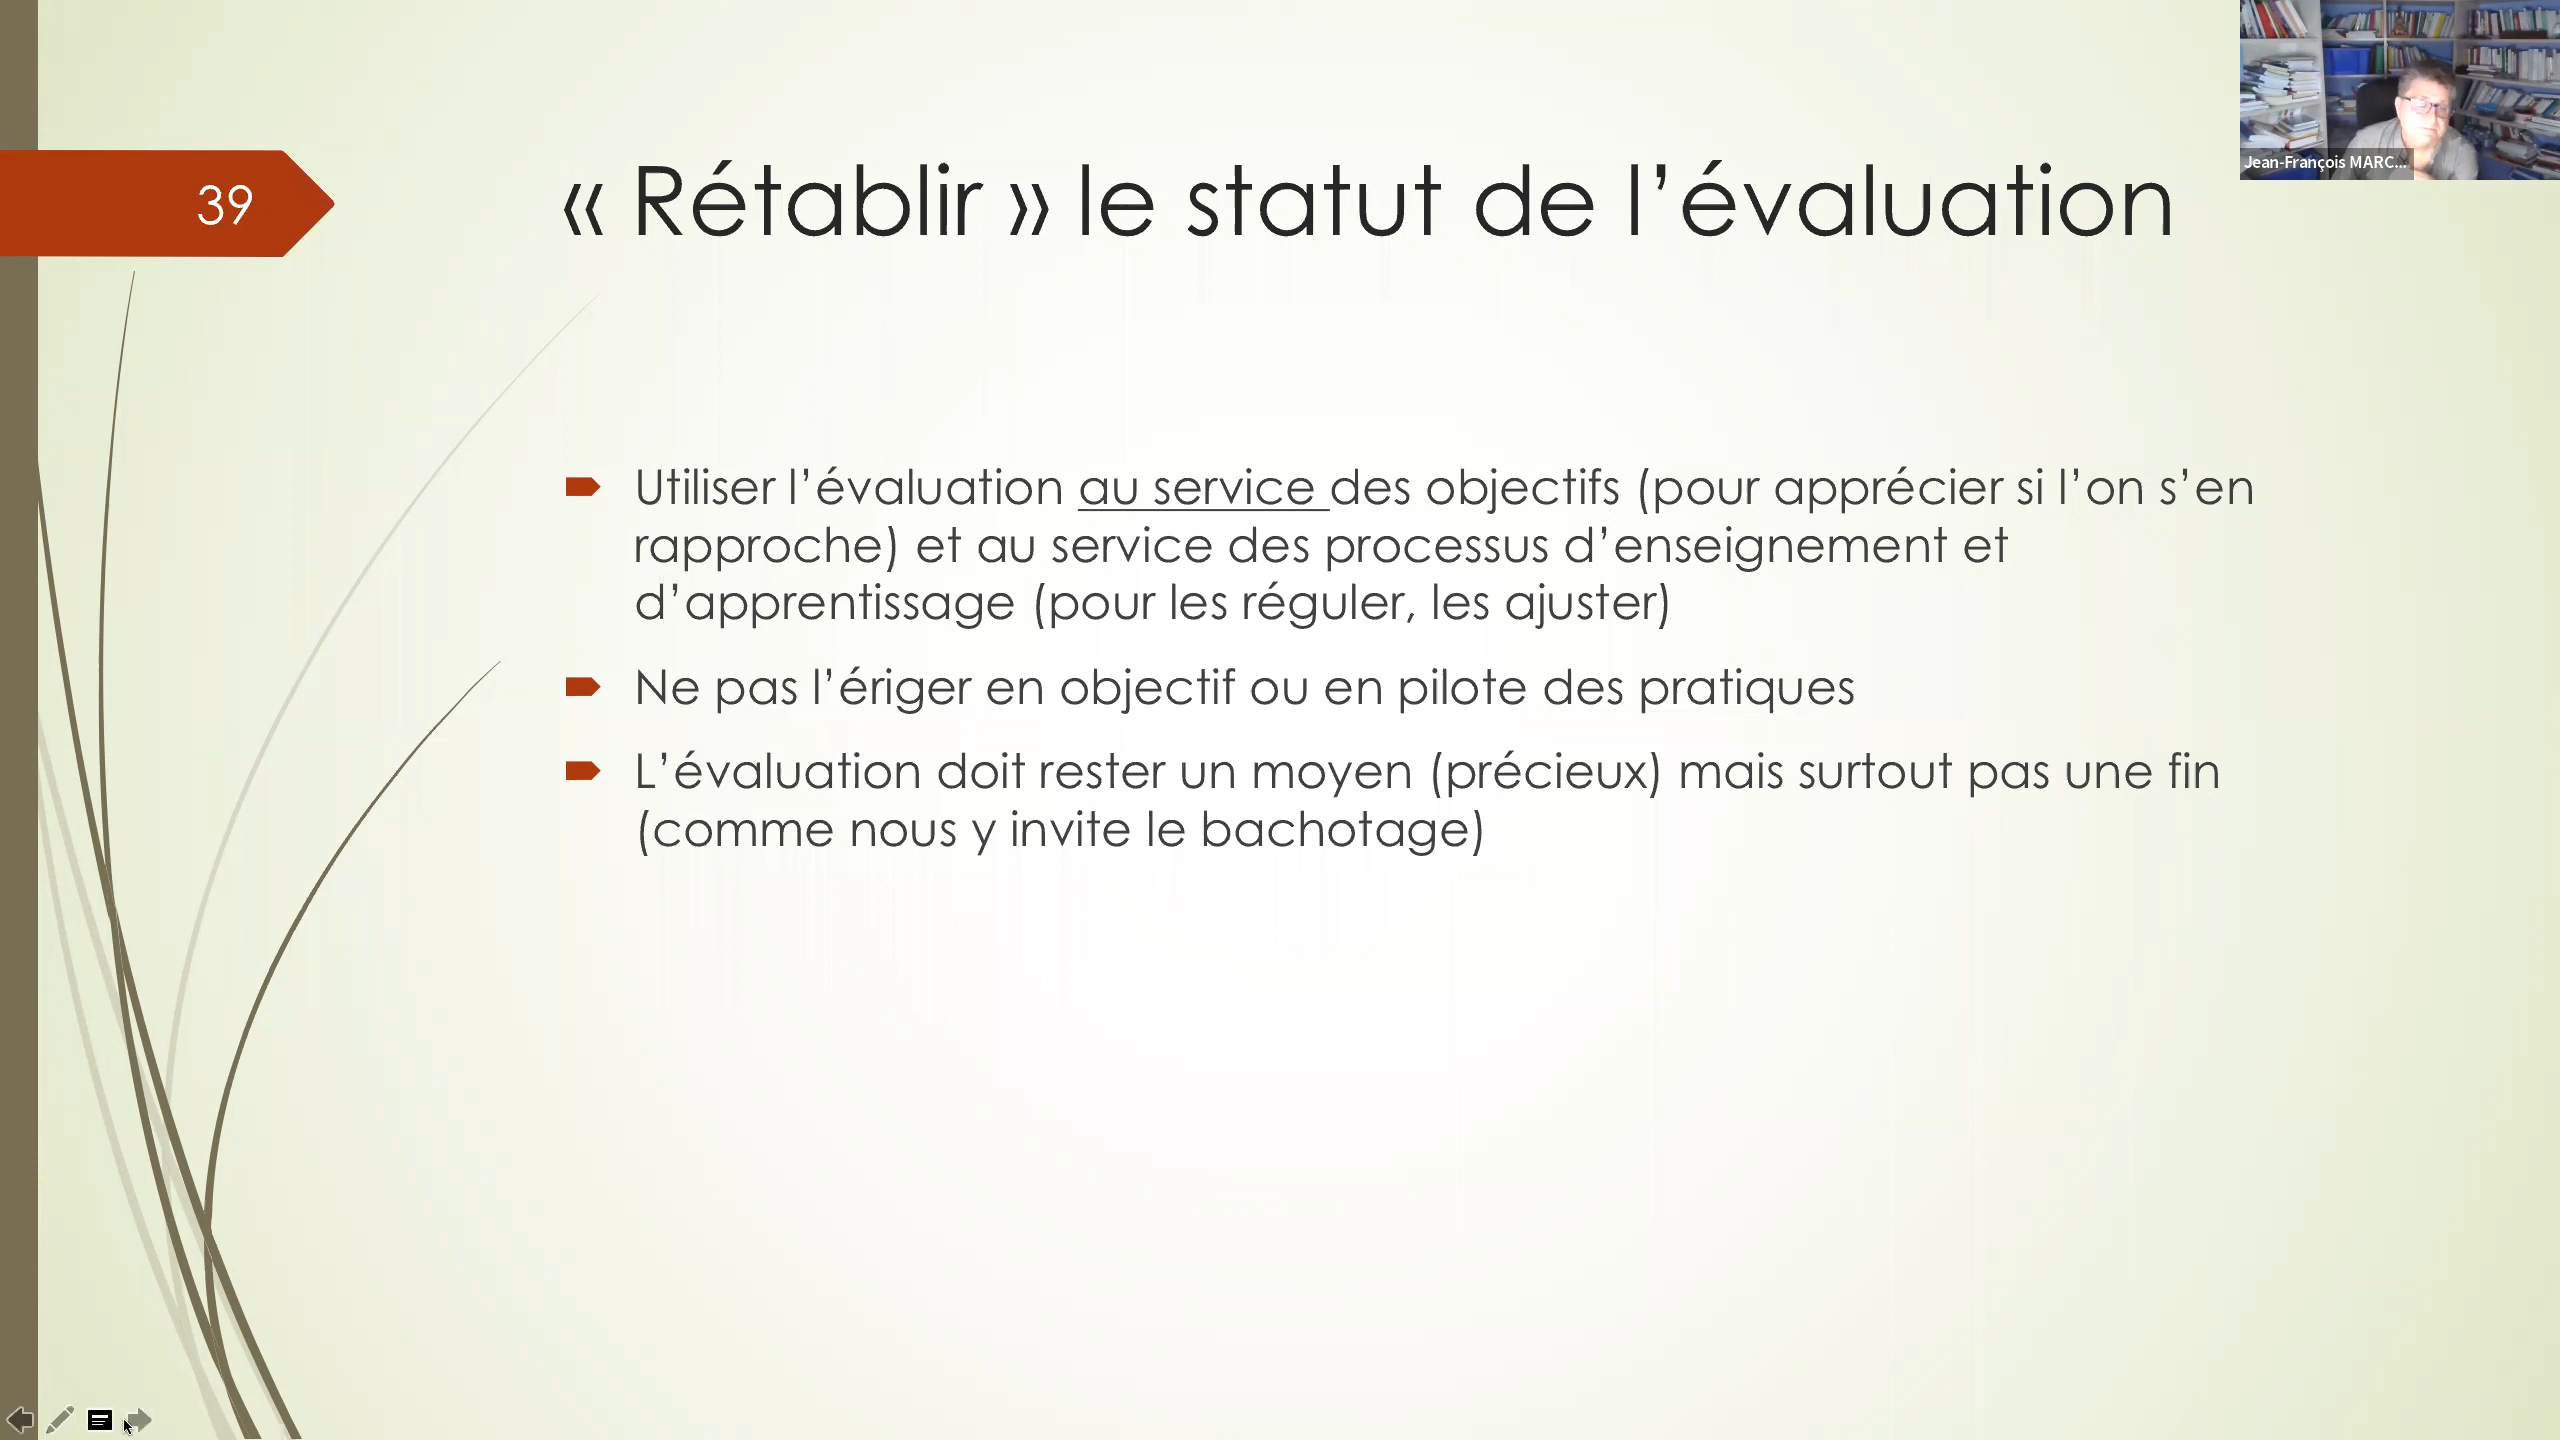 39
« Rétablir » le statut de l’évaluation
Jean-François MARC...
Utiliser l’évaluation au service des objectifs (pour apprécier si l’on s’en
rapproche) et au service des processus d’enseignement et
d’apprentissage (pour les réguler, les ajuster)
Ne pas l’ériger en objectif ou en pilote des pratiques
L’évaluation doit rester un moyen (précieux) mais surtout pas une fin
(comme nous y invite le bachotage)